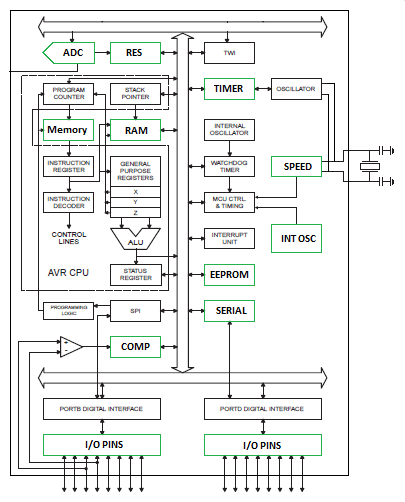 ADC
RES
TWI
PROGRAM
COUNTER
STACK
POINTER
TIMER
OSCILLATOR
Memory
RAM
INTERNAL
OSCILLATOR
INSTRUCTION
REGISTER
GENERAL
PURPOSE
REGISTERS
X
Y
Z
WATCHDOG
TIMER
SPEED
INSTRUCTION
DECODER
MCU CTRL.
& TIMING
CONTROL
LINES
ALU
INTERRUPT
UNIT
INT OSC
AVR CPU
STATUS
REGISTER
EEPROM
PROGRAMMING
LOGIC
SPI
SERIAL
+
-
COMP
PORTB DIGITAL INTERFACE
PORTD DIGITAL INTERFACE
I/O PINS
I/O PINS